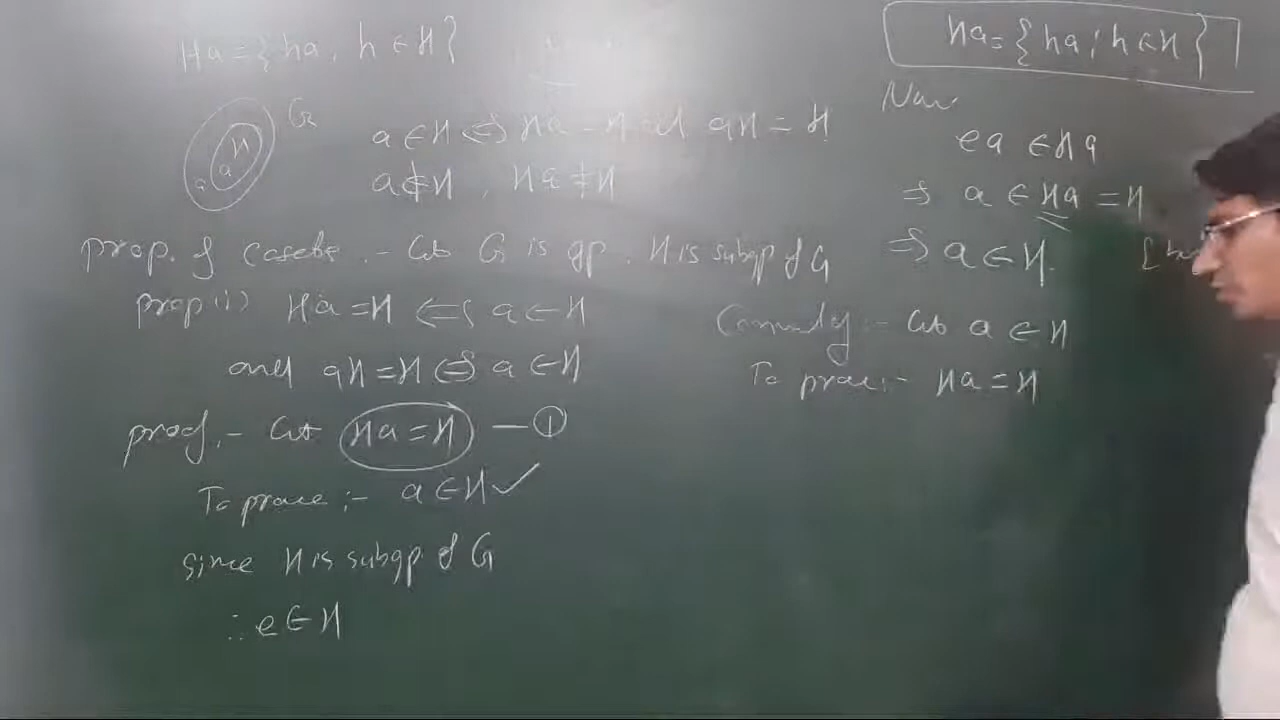 Ha = {ha, h ∈ H}
G
H
a
a
a ∈ H ⇔ Ha = H and aH = H
a ∉ H, Ha ≠ H
prop. of cosets :- Let G is gp. H is subgp of G
prop (1) Ha = H ⇔ a ∈ H
and aH = H ⇔ a ∈ H
proof :- Let Ha = H — ①
To prove :- a ∈ H ✓
since H is subgp of G
∴ e ∈ H
Ha = {ha ; h ∈ H}
Now
ea ∈ Ha
⇒ a ∈ Ha = H
⇒ a ∈ H.
Conversely :- Let a ∈ H
To prove :- Ha = H